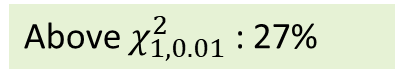 Above χ²₁,₀.₀₁ : 27%